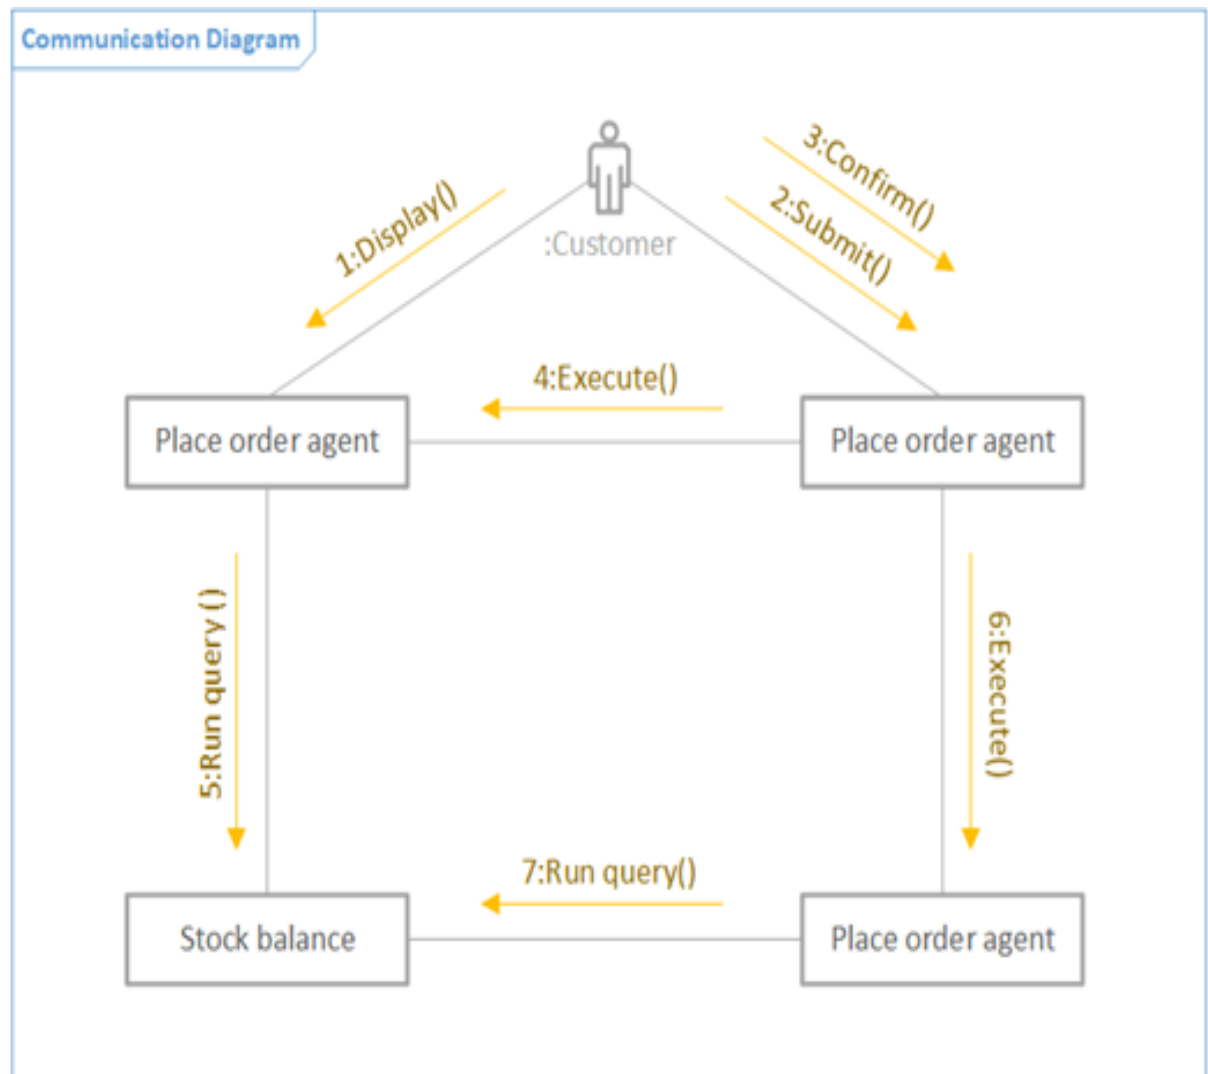 Communication Diagram
3:Confirm()
2:Submit()
1:Display()
:Customer
4:Execute()
Place order agent
Place order agent
5:Run query ()
6:Execute()
7:Run query()
Stock balance
Place order agent